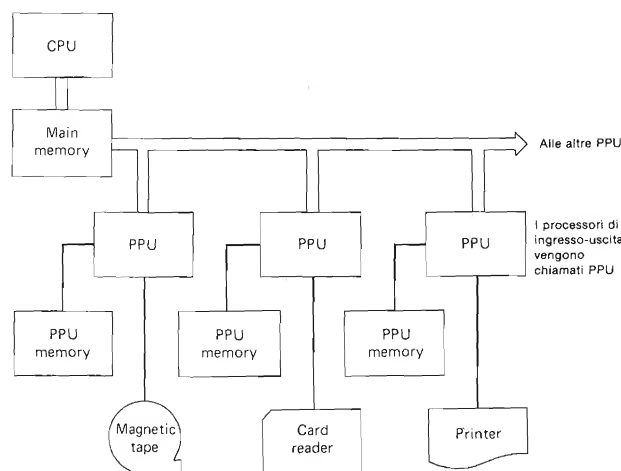 CPU
Main
memory
Alle altre PPU
PPU
PPU
PPU
I processori di
ingresso-uscita
vengono
chiamati PPU
PPU
memory
PPU
memory
PPU
memory
Magnetic
tape
Card
reader
Printer